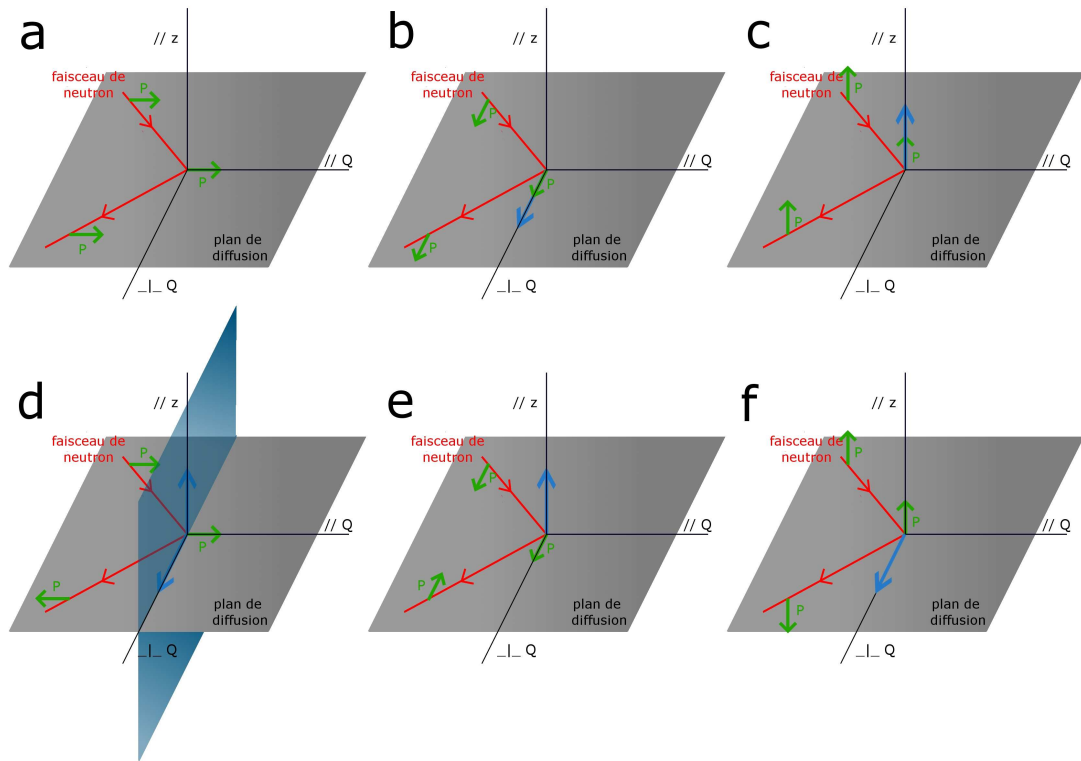 a
// z
faisceau de
neutron
P
// Q
P
P
plan de
diffusion
_|_ Q
b
// z
faisceau de
neutron
P
// Q
P
P
plan de
diffusion
_|_ Q
c
// z
faisceau de
neutron
P
// Q
P
P
plan de
diffusion
_|_ Q
d
// z
faisceau de
neutron
P
// Q
P
P
plan de
diffusion
_|_ Q
e
// z
faisceau de
neutron
P
// Q
P
P
plan de
diffusion
_|_ Q
f
// z
faisceau de
neutron
P
// Q
P
P
plan de
diffusion
_|_ Q